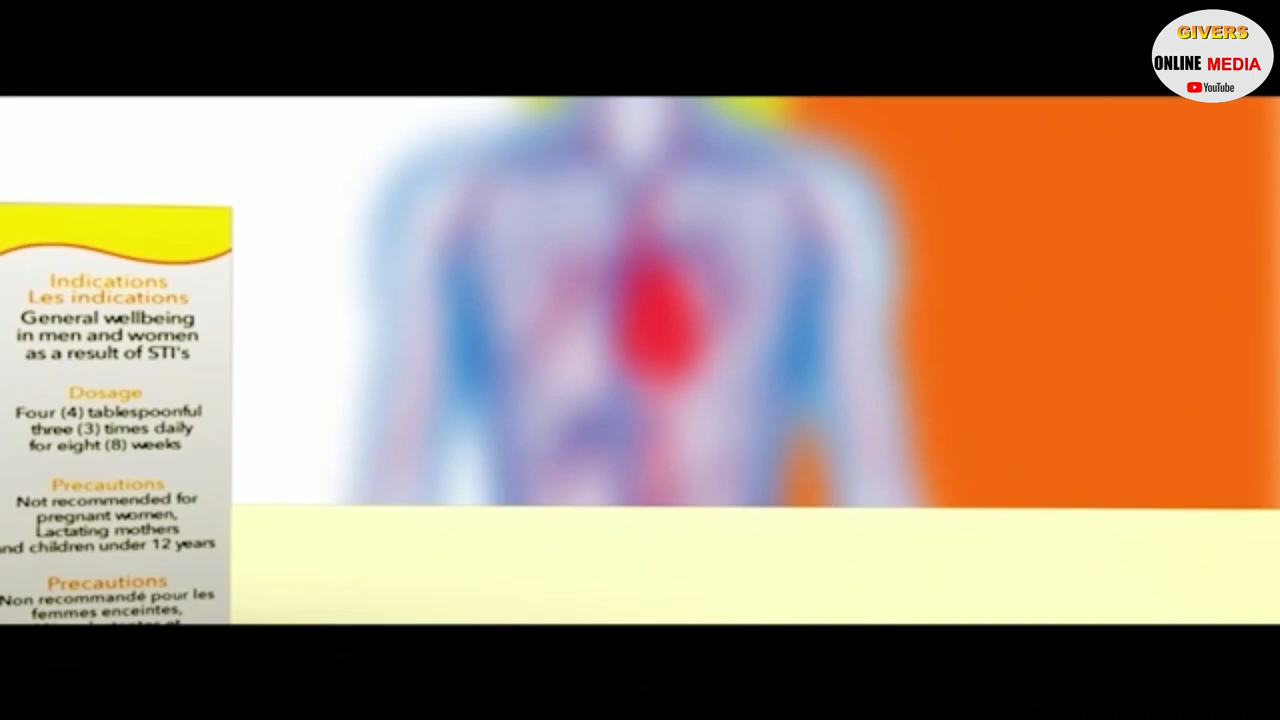 GIVERS
ONLINE MEDIA
YouTube
Indications
Les indications
General wellbeing
in men and women
as a result of STI's
Dosage
Four (4) tablespoonful
three (3) times daily
for eight (8) weeks
Precautions
Not recommended for
pregnant women,
Lactating mothers
and children under 12 years
Precautions
Non recommandé pour les
femmes enceintes,